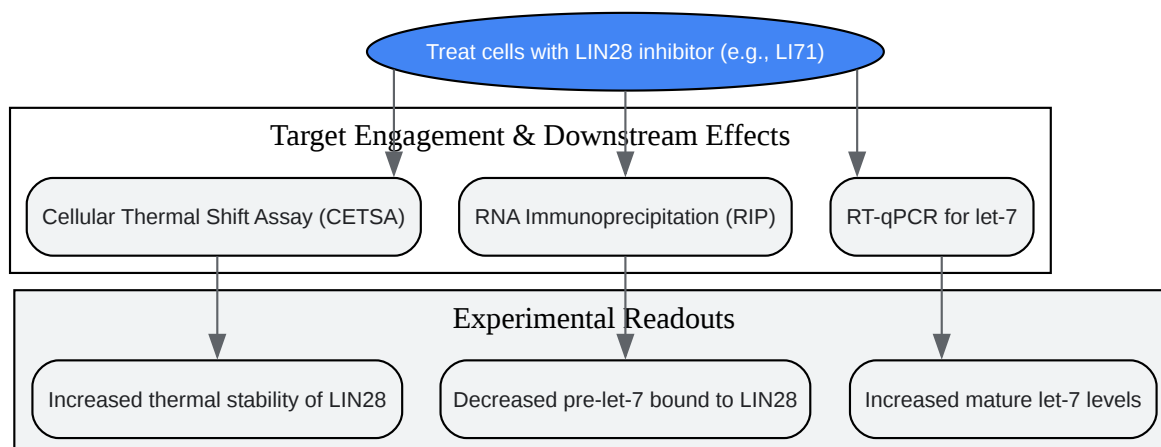 Treat cells with LIN28 inhibitor (e.g., LI71)
Target Engagement & Downstream Effects
Cellular Thermal Shift Assay (CETSA)
RNA Immunoprecipitation (RIP)
RT-qPCR for let-7
Experimental Readouts
Increased thermal stability of LIN28
Decreased pre-let-7 bound to LIN28
Increased mature let-7 levels